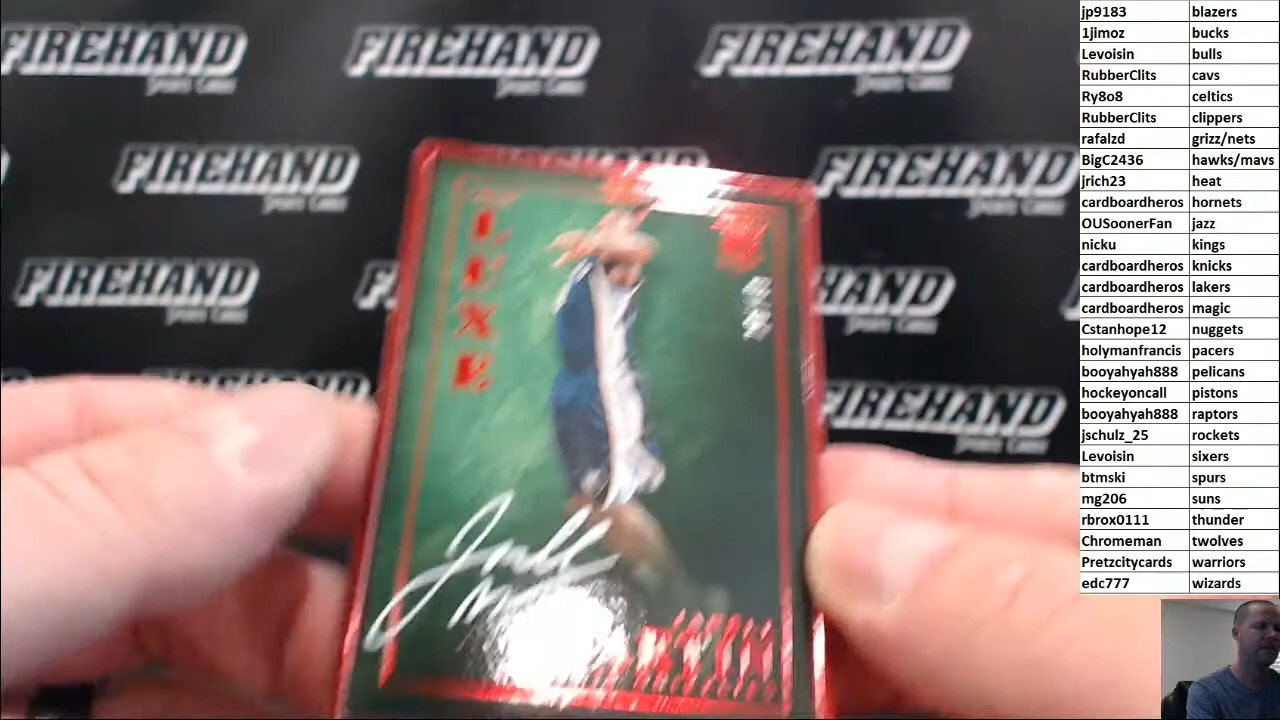 FIREHAND FIREHAND FIREHAND
FIREHAND FIREHAND
FIREHAND
FIREHAND
L
U
X
E
jp9183 blazers
1jimoz bucks
Levoisin bulls
RubberClits cavs
Ry8o8 celtics
RubberClits clippers
rafalzd grizz/nets
BigC2436 hawks/mavs
jrich23 heat
cardboardheros hornets
OUSoonerFan jazz
nicku kings
cardboardheros knicks
cardboardheros lakers
cardboardheros magic
Cstanhope12 nuggets
holymanfrancis pacers
booyahyah888 pelicans
hockeyoncall pistons
booyahyah888 raptors
jschulz_25 rockets
Levoisin sixers
btmski spurs
mg206 suns
rbrox0111 thunder
Chromeman twolves
Pretzcitycards warriors
edc777 wizards